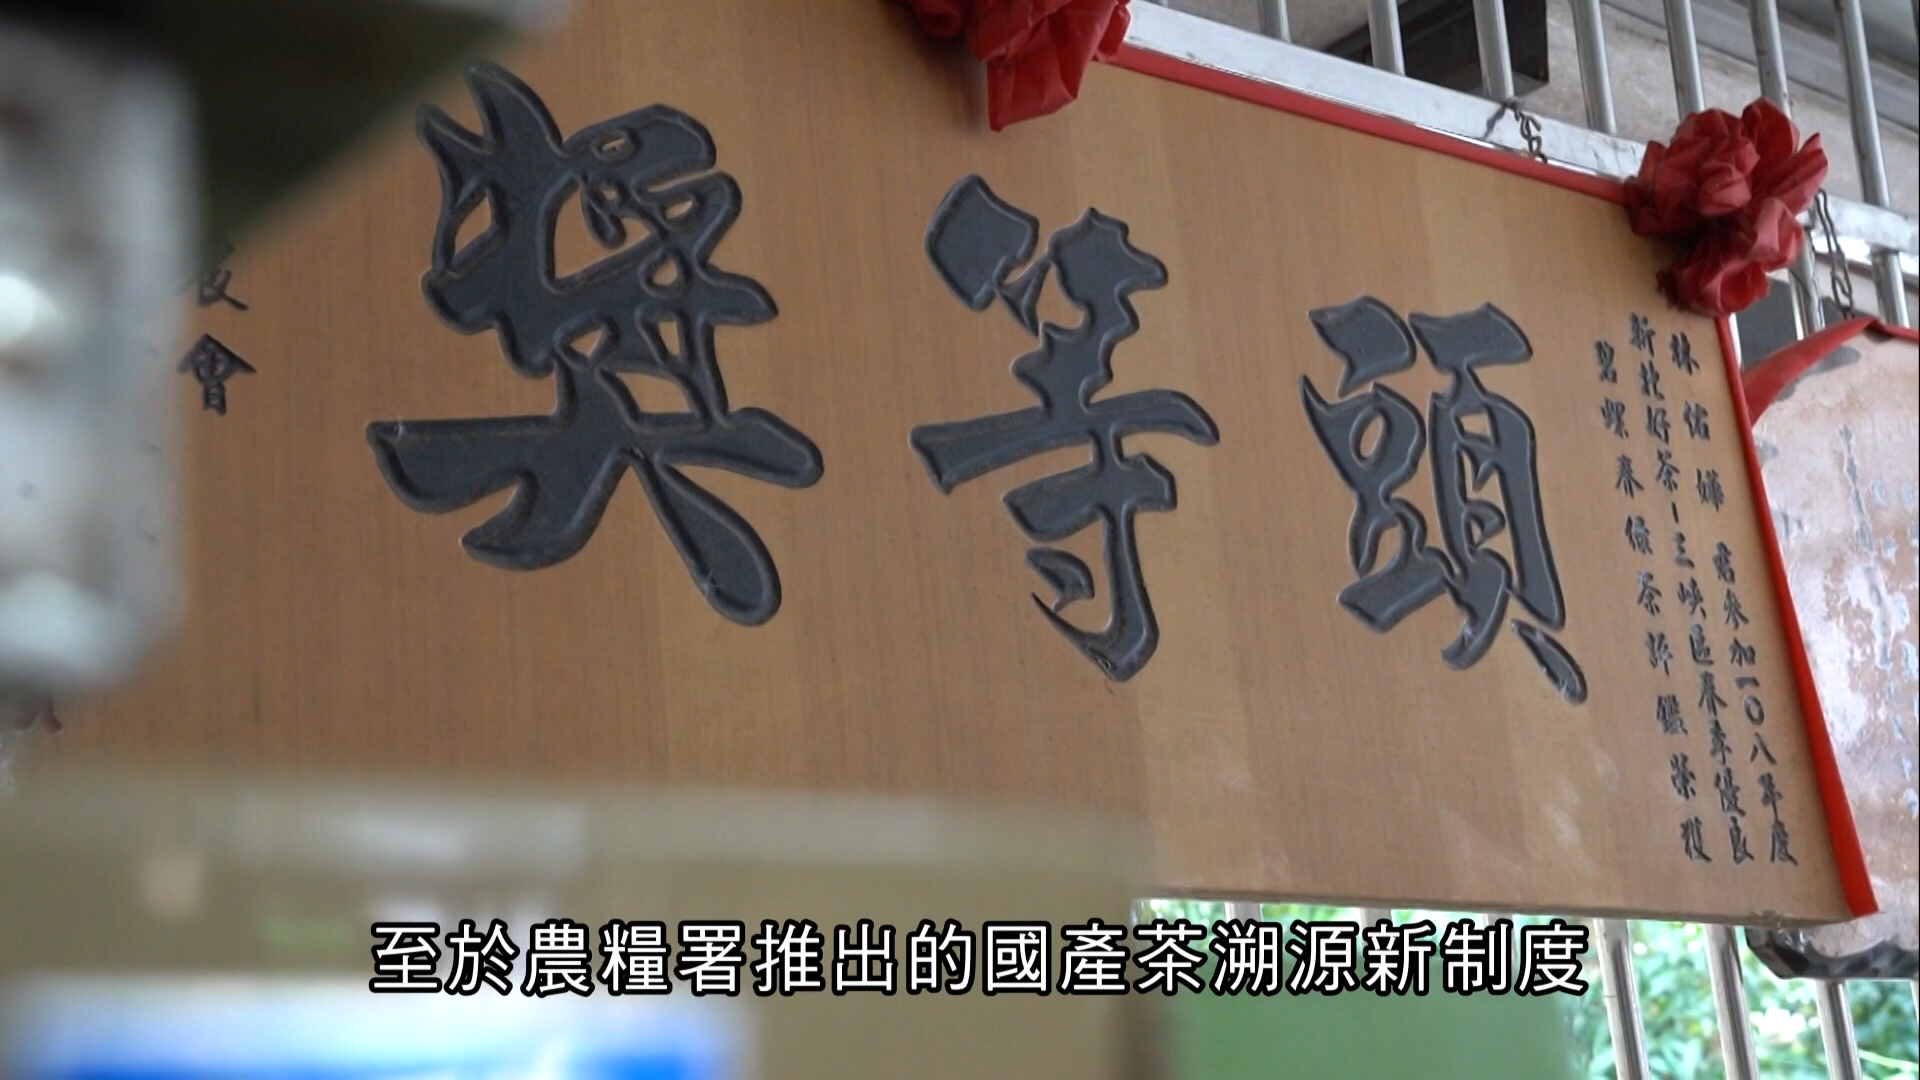 頭等獎
林佑嬅 君參加一〇八年度
新北好茶-三峽區春季優良
碧螺春綠茶評鑑榮獲
會
至於農糧署推出的國產茶溯源新制度